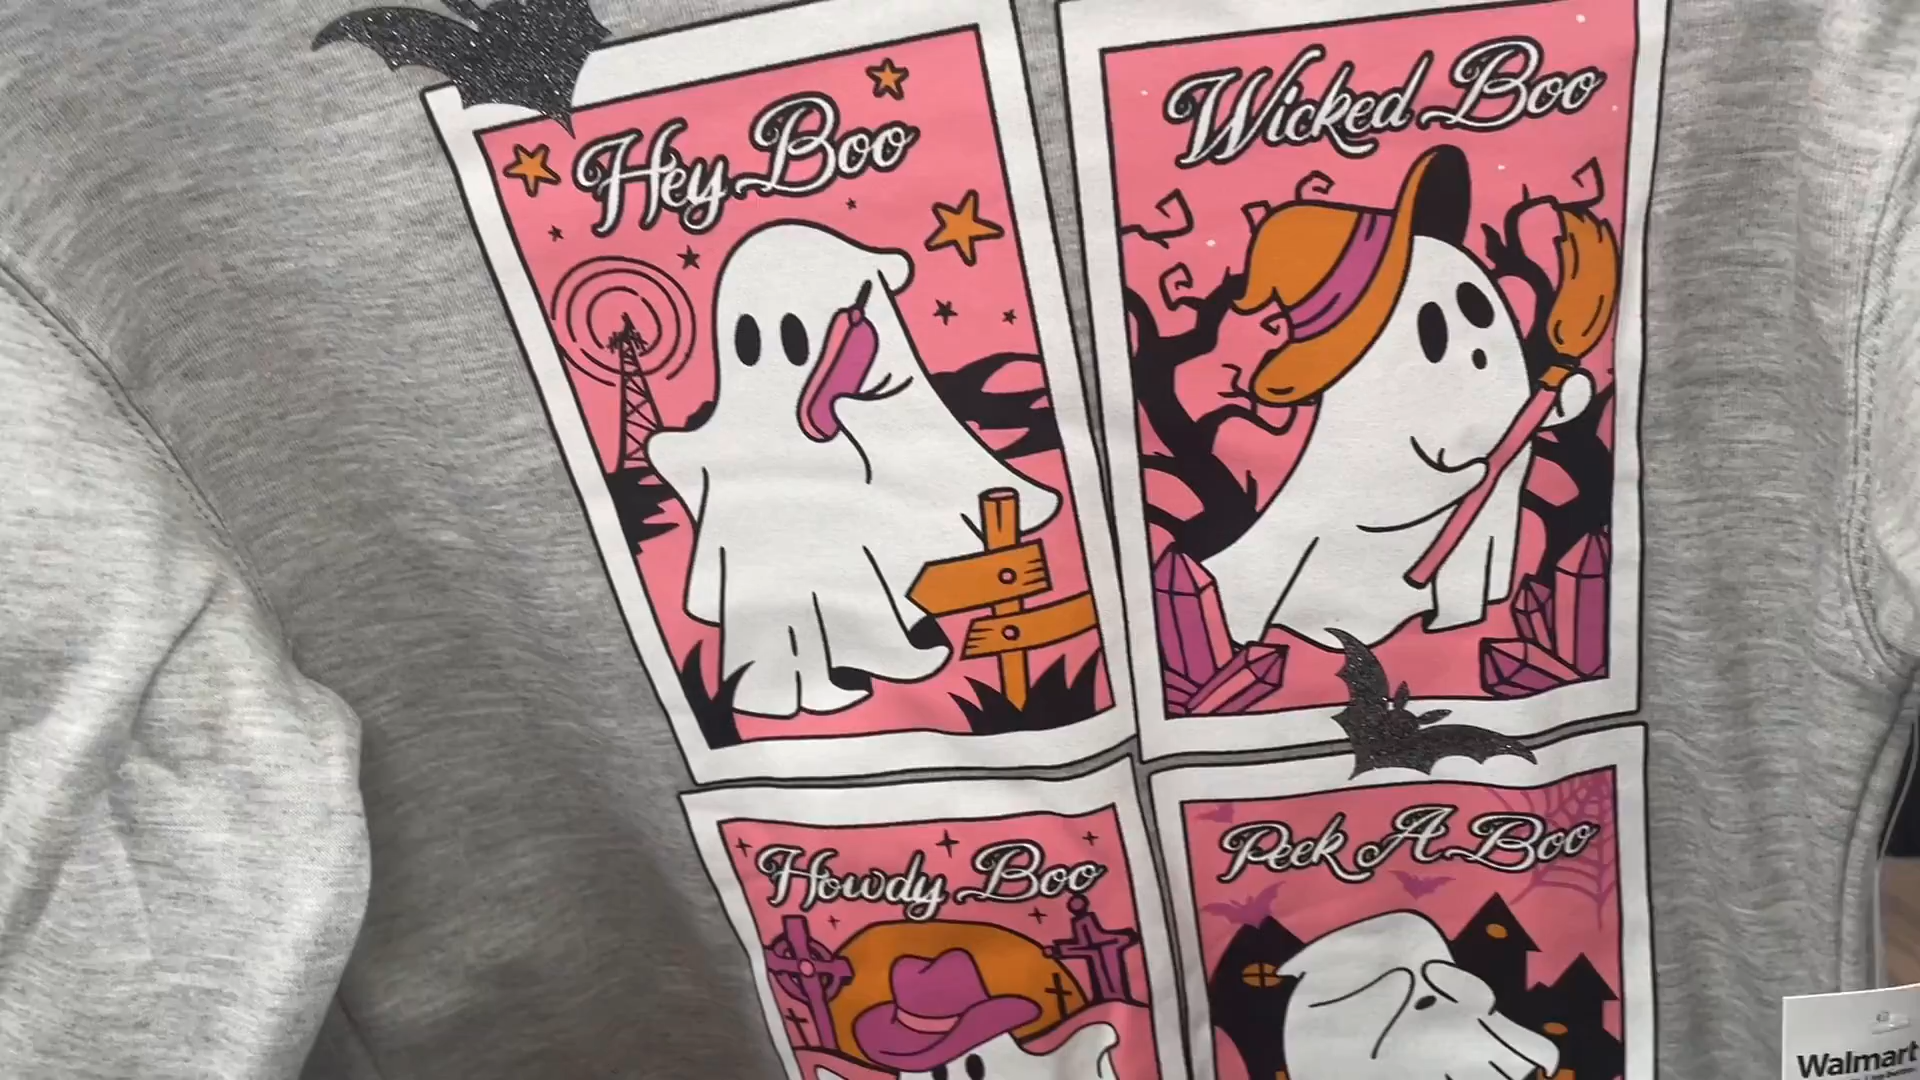 Hey Boo
Wicked Boo
Howdy Boo
Peek A Boo
Walmart